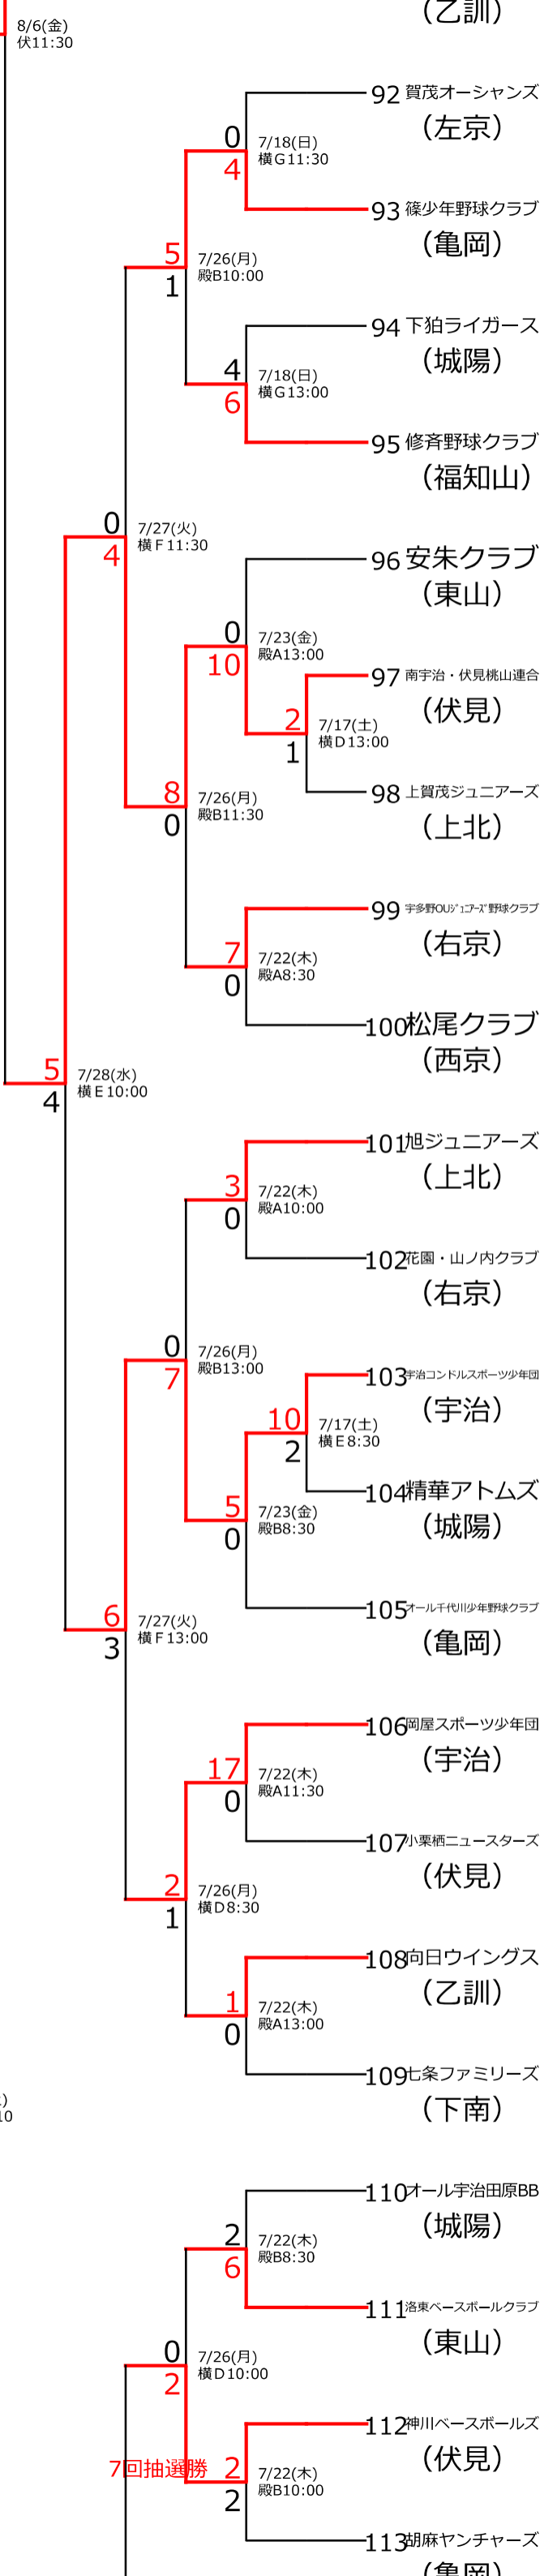 (乙訓)
8/6(金)
伏11:30
92 賀茂オーシャンズ
(左京)
0
4
7/18(日)
横G11:30
93 篠少年野球クラブ
(亀岡)
5
1
7/26(月)
殿B10:00
94 下狛ライガース
(城陽)
4
6
7/18(日)
横G13:00
95 修斉野球クラブ
(福知山)
0
4
7/27(火)
横F11:30
96 安朱クラブ
(東山)
0
10
7/23(金)
殿A13:00
97 南宇治・伏見桃山連合
(伏見)
2
1
7/17(土)
横D13:00
98 上賀茂ジュニアーズ
(上北)
8
0
7/26(月)
殿B11:30
99 宇多野OUジュニアーズ野球クラブ
(右京)
7
0
7/22(木)
殿A8:30
100 松尾クラブ
(西京)
5
4
7/28(水)
横E10:00
101 旭ジュニアーズ
(上北)
3
0
7/22(木)
殿A10:00
102 花園・山ノ内クラブ
(右京)
0
7
7/26(月)
殿B13:00
103 宇治コンドルスポーツ少年団
(宇治)
10
2
7/17(土)
横E8:30
104 精華アトムズ
(城陽)
5
0
7/23(金)
殿B8:30
105 オール千代川少年野球クラブ
(亀岡)
6
3
7/27(火)
横F13:00
106 岡屋スポーツ少年団
(宇治)
17
0
7/22(木)
殿A11:30
107 小栗栖ニュースターズ
(伏見)
2
1
7/26(月)
横D8:30
108 向日ウイングス
(乙訓)
1
0
7/22(木)
殿A13:00
109 七条ファミリーズ
(下南)
)
10
110 オール宇治田原BB
(城陽)
2
6
7/22(木)
殿B8:30
111 洛東ベースボールクラブ
(東山)
0
2
7/26(月)
横D10:00
112 神川ベースボールズ
(伏見)
7回抽選勝
2
2
7/22(木)
殿B10:00
113 胡麻ヤンチャーズ
(亀岡)